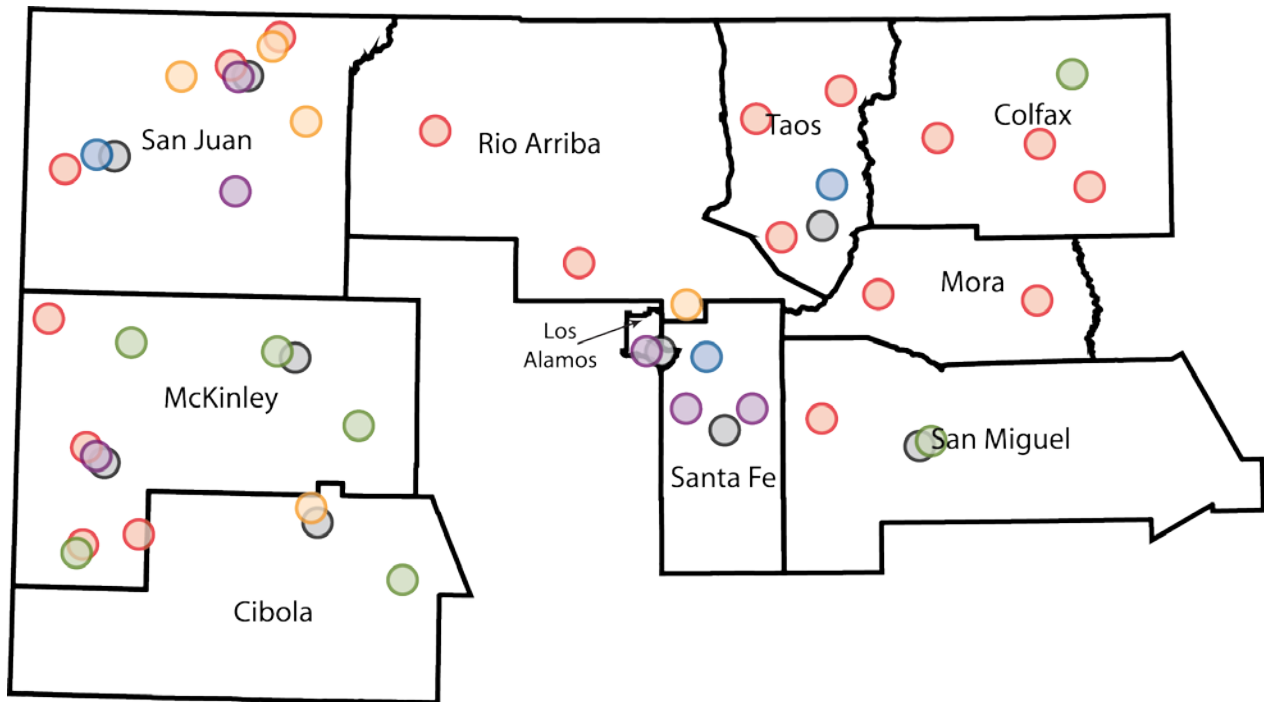 San Juan
Rio Arriba
Taos
Colfax
Mora
Los
Alamos
McKinley
San Miguel
Santa Fe
Cibola